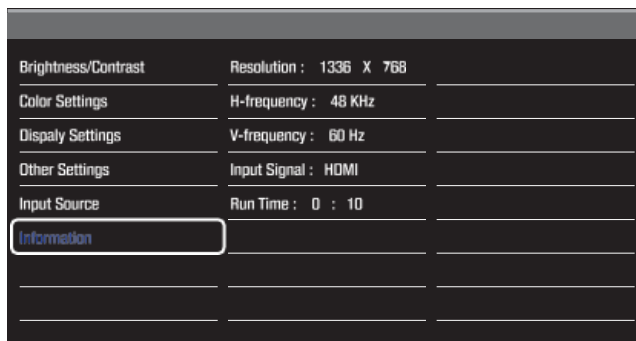 Brightness/Contrast Resolution : 1336 X 768
Color Settings H-frequency : 48 KHz
Dispaly Settings V-frequency : 60 Hz
Other Settings Input Signal : HDMI
Input Source Run Time : 0 : 10
Information